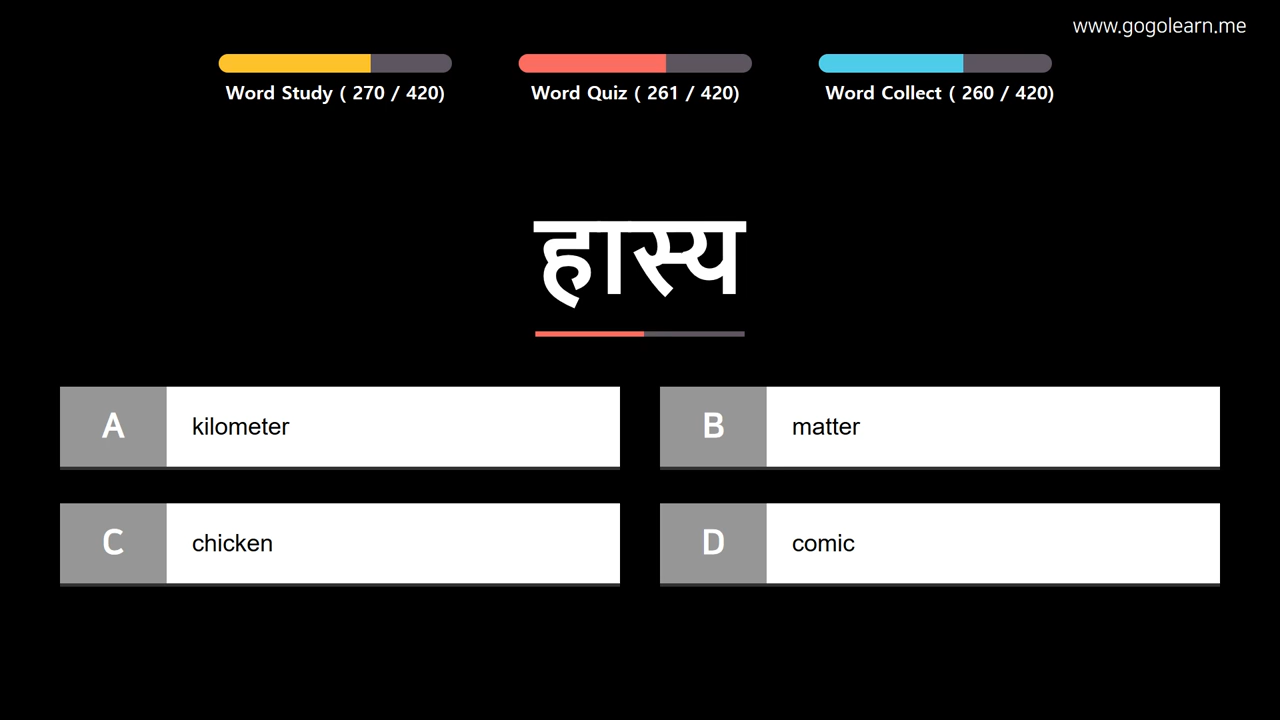 www.gogolearn.me
Word Study ( 270 / 420)
Word Quiz ( 261 / 420)
Word Collect ( 260 / 420)
हास्य
A kilometer
B matter
C chicken
D comic